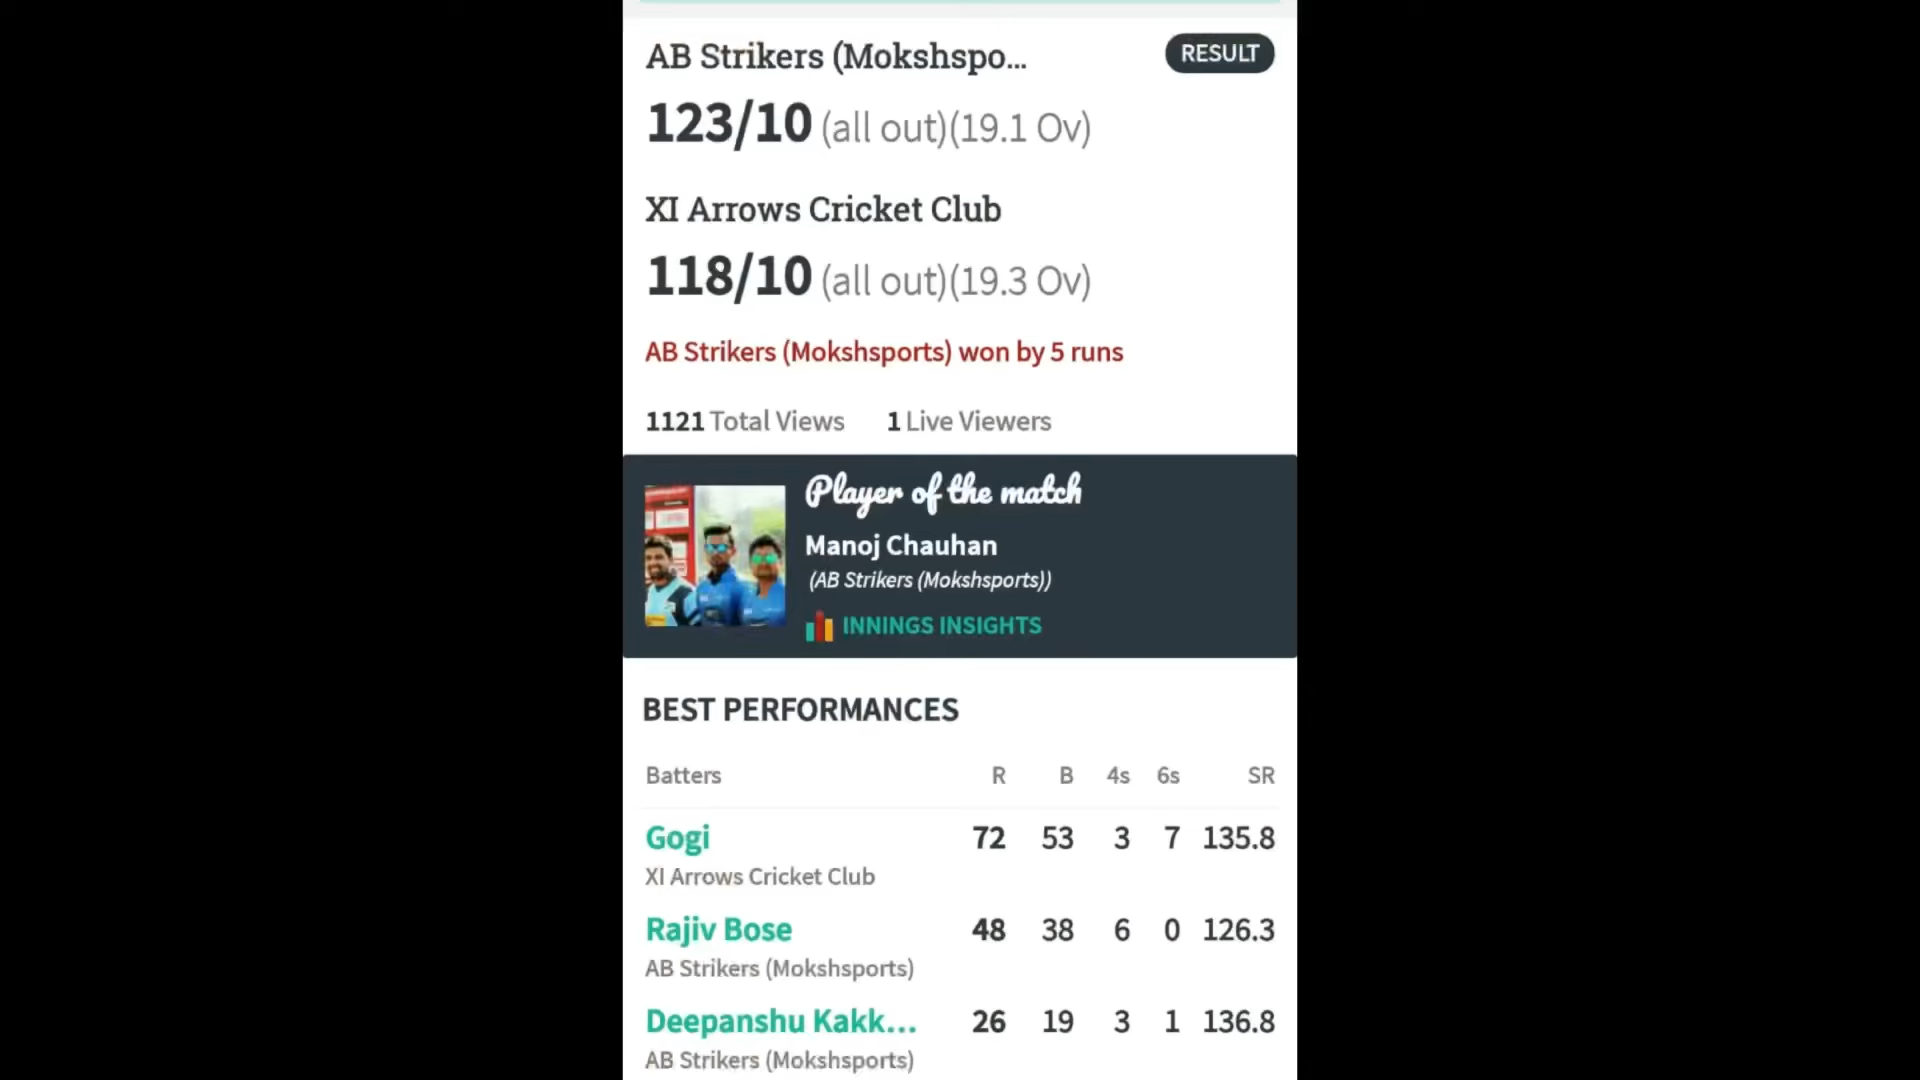 AB Strikers (Mokshspo...
RESULT
123/10 (all out)(19.1 Ov)
XI Arrows Cricket Club
118/10 (all out)(19.3 Ov)
AB Strikers (Mokshsports) won by 5 runs
1121 Total Views 1 Live Viewers
Player of the match
Manoj Chauhan
(AB Strikers (Mokshsports))
INNINGS INSIGHTS
BEST PERFORMANCES
Batters R B 4s 6s SR
Gogi 72 53 3 7 135.8
XI Arrows Cricket Club
Rajiv Bose 48 38 6 0 126.3
AB Strikers (Mokshsports)
Deepanshu Kakk... 26 19 3 1 136.8
AB Strikers (Mokshsports)